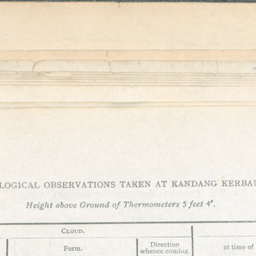 LOGICAL OBSERVATIONS TAKEN AT KANDANG KERBAU
Height above Ground of Thermometers 5 feet 4".
CLOUD.
Form.
Direction
whence coming
at time of